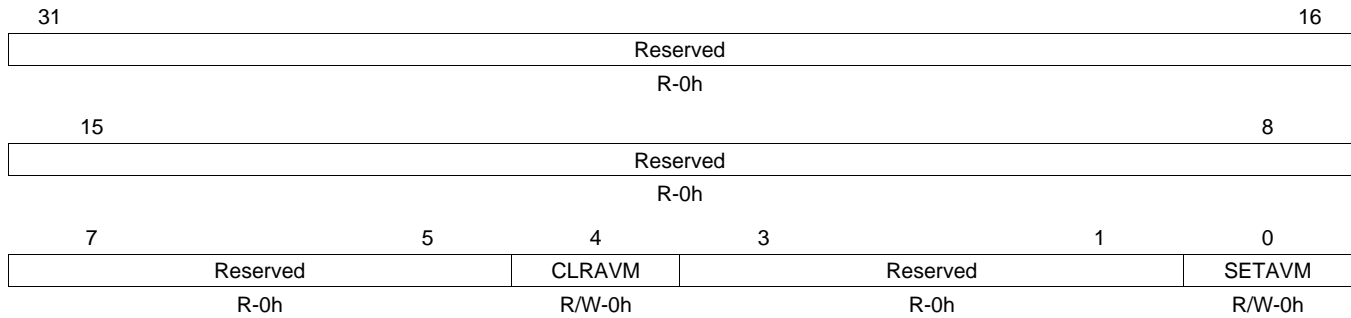 31 16
Reserved
R-0h
15 8
Reserved
R-0h
7 5 4 3 1 0
Reserved CLRAVM Reserved SETAVM
R-0h R/W-0h R-0h R/W-0h